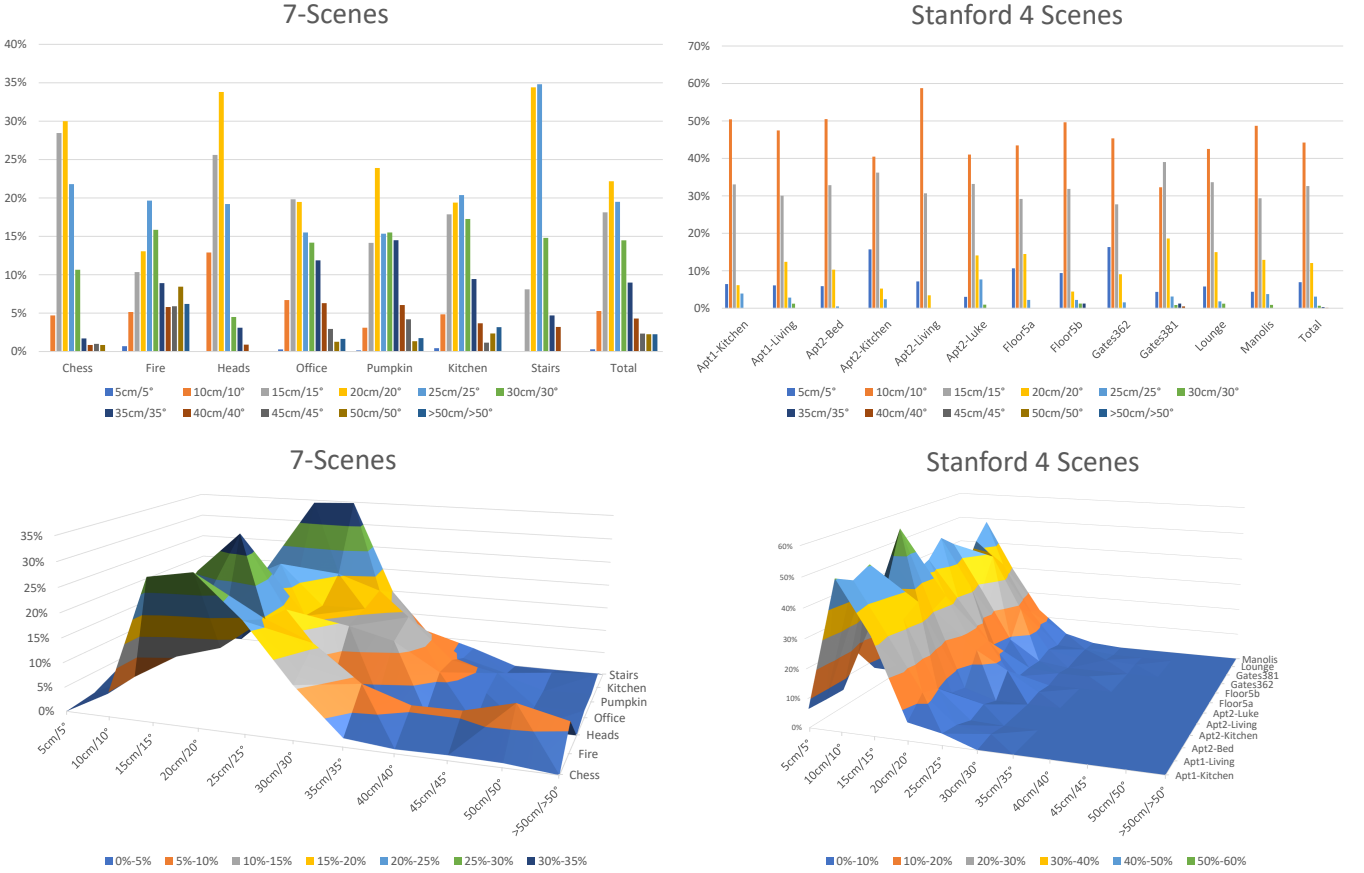 7-Scenes
40%
35%
30%
25%
20%
15%
10%
5%
0%
Chess Fire Heads Office Pumpkin Kitchen Stairs Total
5cm/5° 10cm/10° 15cm/15° 20cm/20° 25cm/25° 30cm/30°
35cm/35° 40cm/40° 45cm/45° 50cm/50° >50cm/>50°
Stanford 4 Scenes
70%
60%
50%
40%
30%
20%
10%
0%
Apt1-Kitchen Apt1-Living Apt2-Bed Apt2-Kitchen Apt2-Living Apt2-Luke Floor5a Floor5b Gates362 Gates381 Lounge Manolis Total
5cm/5° 10cm/10° 15cm/15° 20cm/20° 25cm/25° 30cm/30°
35cm/35° 40cm/40° 45cm/45° 50cm/50° >50cm/>50°
7-Scenes
35%
30%
25%
20%
15%
10%
5%
0%
5cm/5° 10cm/10° 15cm/15° 20cm/20° 25cm/25° 30cm/30° 35cm/35° 40cm/40° 45cm/45° 50cm/50° >50cm/>50°
Stairs
Kitchen
Pumpkin
Office
Heads
Fire
Chess
0%-5% 5%-10% 10%-15% 15%-20% 20%-25% 25%-30% 30%-35%
Stanford 4 Scenes
60%
50%
40%
30%
20%
10%
0%
5cm/5° 10cm/10° 15cm/15° 20cm/20° 25cm/25° 30cm/30° 35cm/35° 40cm/40° 45cm/45° 50cm/50° >50cm/>50°
Manolis
Lounge
Gates381
Gates362
Floor5b
Floor5a
Apt2-Luke
Apt2-Living
Apt2-Kitchen
Apt2-Bed
Apt1-Living
Apt1-Kitchen
0%-10% 10%-20% 20%-30% 30%-40% 40%-50% 50%-60%